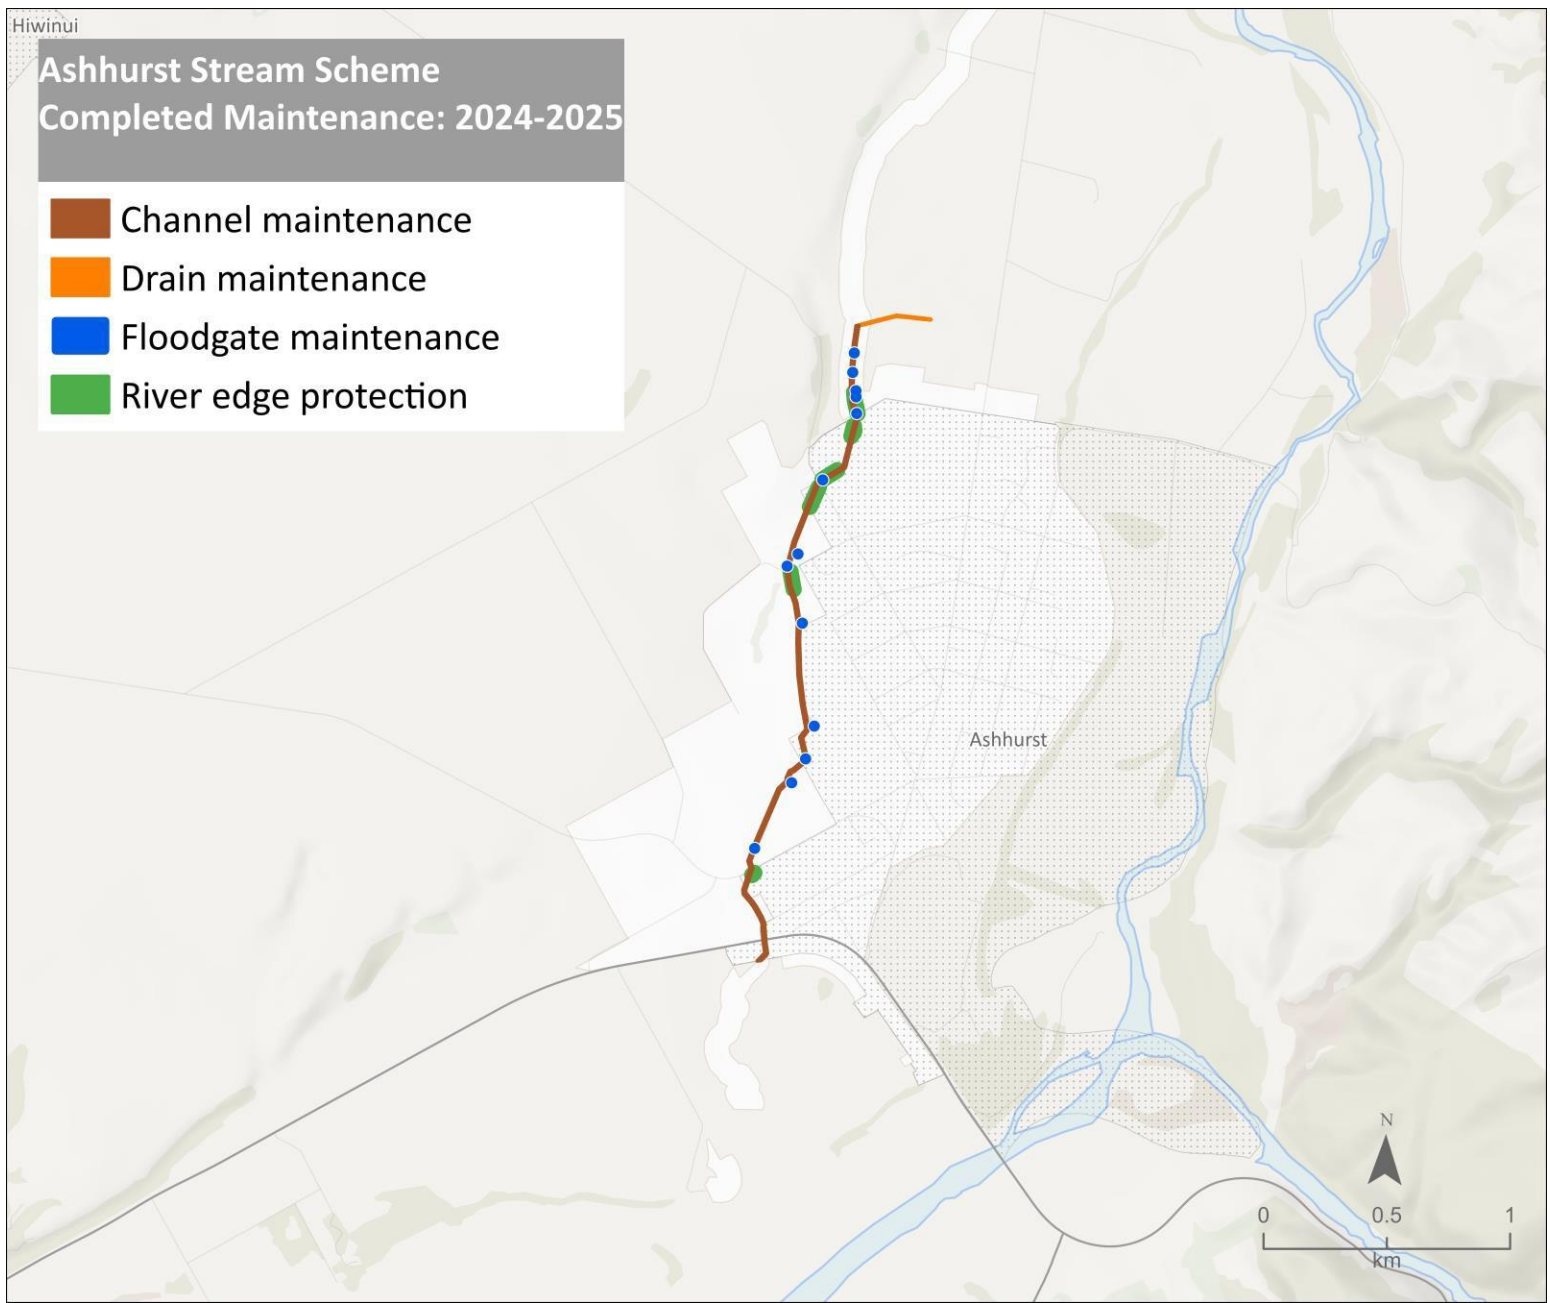 Hiwinui
Ashhurst Stream Scheme
Completed Maintenance: 2024-2025
Channel maintenance
Drain maintenance
Floodgate maintenance
River edge protection
Ashhurst
N
0 0.5 1
km